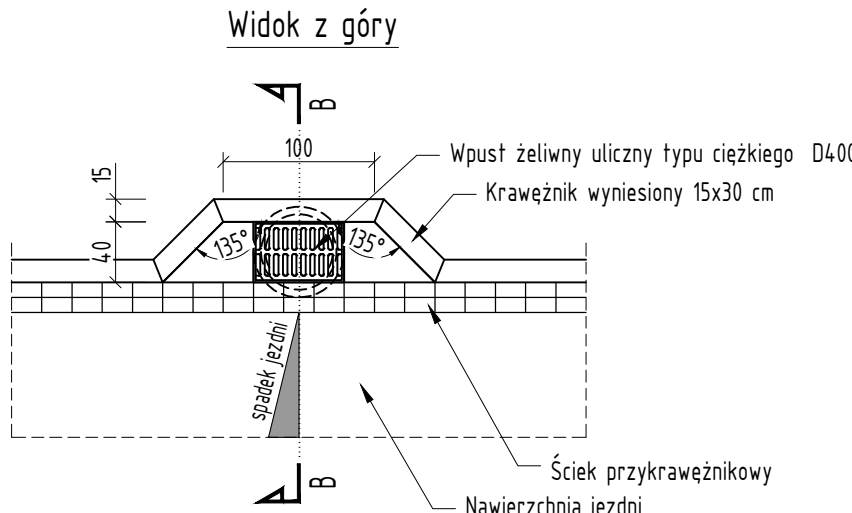 Widok z góry
B
100
15
40
135°
135°
Wpust żeliwny uliczny typu ciężkiego D400
Krawężnik wyniesiony 15x30 cm
spadek jezdni
Ściek przykrawężnikowy
B
Nawierzchnia jezdni